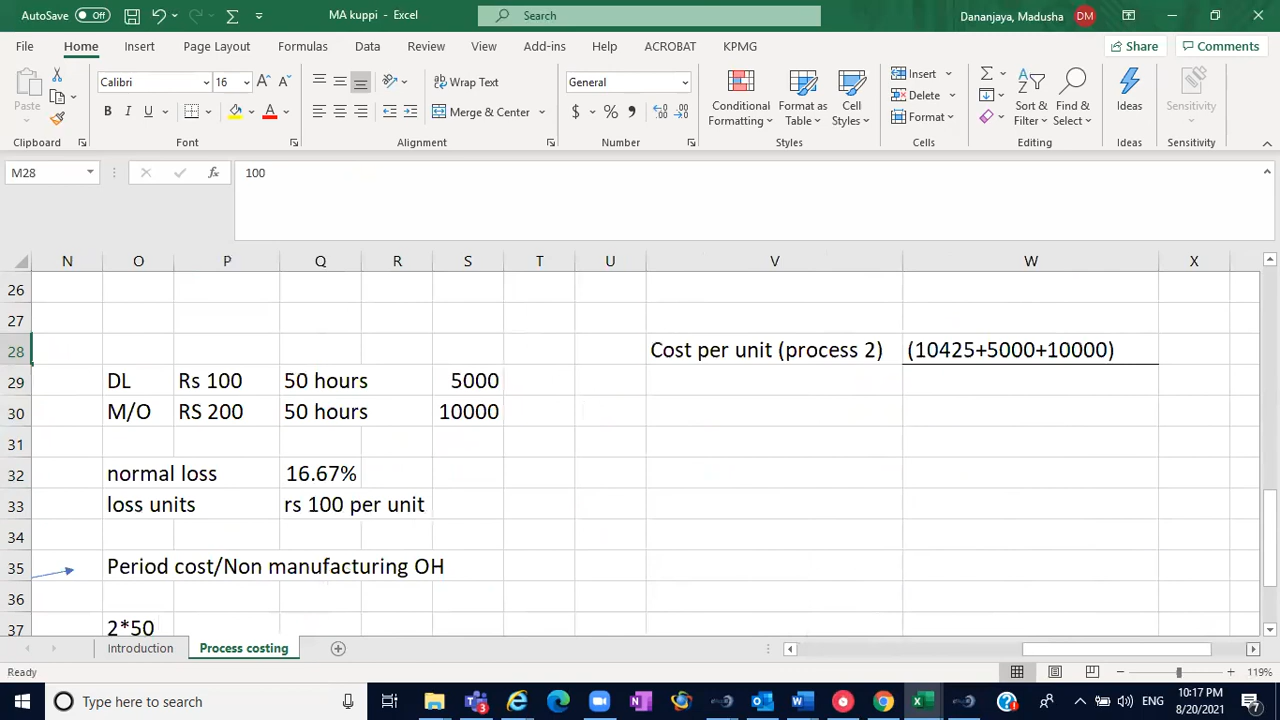 AutoSave Off MA kuppi - Excel Search Dananjaya, Madusha DM
File Home Insert Page Layout Formulas Data Review View Add-ins Help ACROBAT KPMG Share Comments
Paste Calibri 16 Wrap Text General Insert
B I U Merge & Center $ % Conditional Formatting Format as Table Cell Styles Delete Format Sort & Filter Find & Select Ideas Sensitivity
Clipboard Font Alignment Number Styles Cells Editing Ideas Sensitivity
M28 fx 100
N O P Q R S T U V W X
26
27
28 Cost per unit (process 2) (10425+5000+10000)
29 DL Rs 100 50 hours 5000
30 M/O RS 200 50 hours 10000
31
32 normal loss 16.67%
33 loss units rs 100 per unit
34
35 Period cost/Non manufacturing OH
36
37 2*50
Introduction Process costing
Ready 119%
Type here to search ENG 10:17 PM
8/20/2021